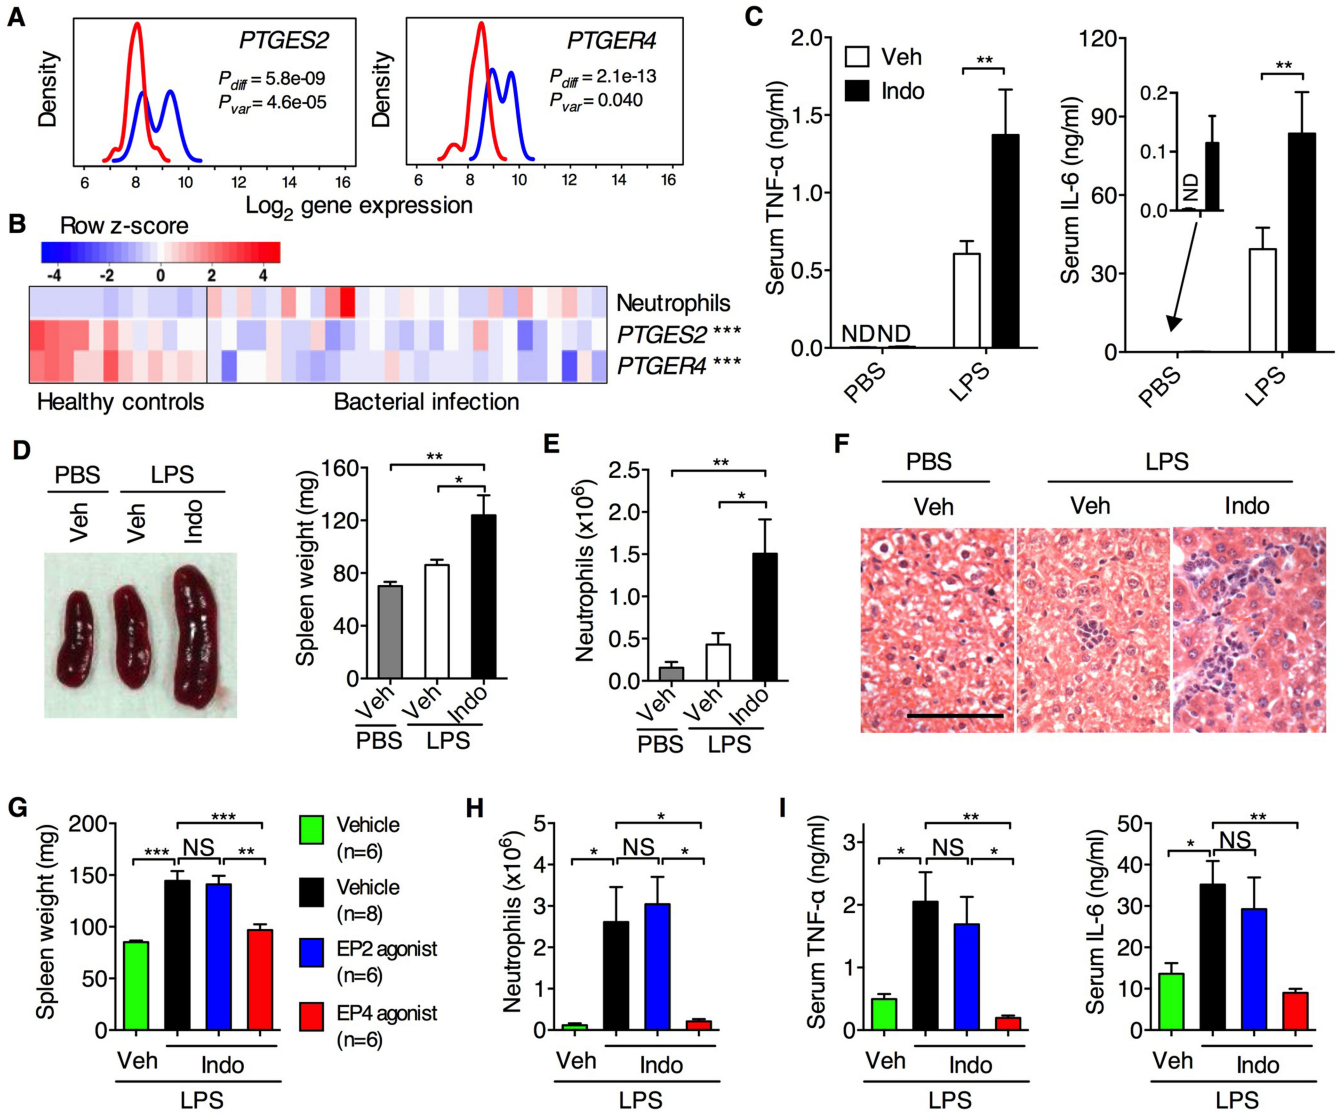 A
PTGES2
Pdiff = 5.8e-09
Pvar = 4.6e-05
Density
6 8 10 12 14 16
PTGER4
Pdiff = 2.1e-13
Pvar = 0.040
Density
6 8 10 12 14 16
Log2 gene expression
B
Row z-score
-4 -2 0 2 4
Neutrophils
PTGES2 ***
PTGER4 ***
Healthy controls
Bacterial infection
C
Veh
Indo
Serum TNF-α (ng/ml)
2.0
1.5
1.0
0.5
0.0
**
ND ND
PBS
LPS
Serum IL-6 (ng/ml)
120
90
60
30
0
**
0.2
0.1
0.0
ND
PBS
LPS
D
PBS
LPS
Veh
Veh
Indo
Spleen weight (mg)
160
120
80
40
0
**
*
Veh
Veh
Indo
PBS
LPS
E
Neutrophils (x10⁶)
2.5
2.0
1.5
1.0
0.5
0.0
**
*
Veh
Veh
Indo
PBS
LPS
F
PBS
LPS
Veh
Veh
Indo
G
Spleen weight (mg)
200
150
100
50
0
***
*** NS **
Veh
Indo
LPS
Vehicle
(n=6)
Vehicle
(n=8)
EP2 agonist
(n=6)
EP4 agonist
(n=6)
H
Neutrophils (x10⁶)
5
4
3
2
1
0
*
* NS *
Veh
Indo
LPS
I
Serum TNF-α (ng/ml)
3
2
1
0
**
* NS *
Veh
Indo
LPS
Serum IL-6 (ng/ml)
50
40
30
20
10
0
**
* NS
Veh
Indo
LPS